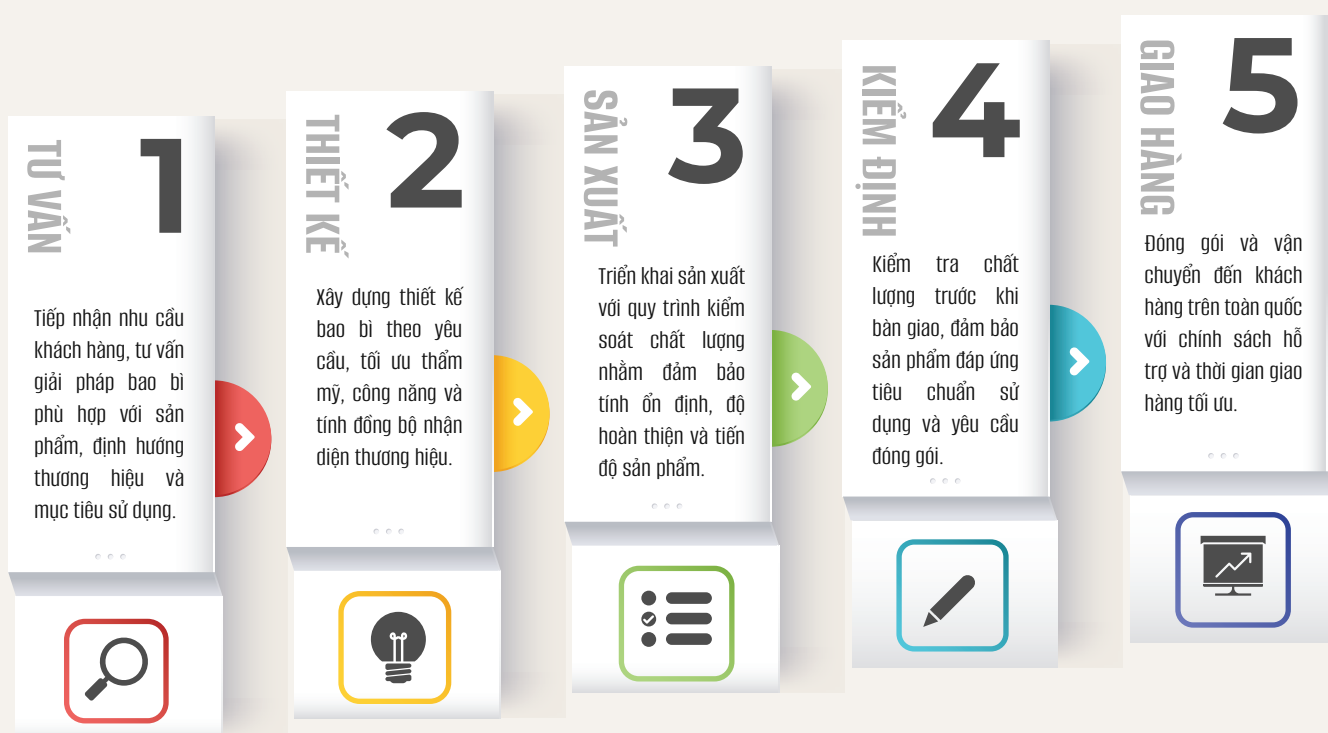 1
TƯ VẤN
Tiếp nhận nhu cầu
khách hàng, tư vấn
giải pháp bao bì
phù hợp với sản
phẩm, định hướng
thương hiệu và
mục tiêu sử dụng.
2
THIẾT KẾ
Xây dựng thiết kế
bao bì theo yêu
cầu, tối ưu thẩm
mỹ, công năng và
tính đồng bộ nhận
diện thương hiệu.
3
SẢN XUẤT
Triển khai sản xuất
với quy trình kiểm
soát chất lượng
nhằm đảm bảo
tính ổn định, độ
hoàn thiện và tiến
độ sản phẩm.
4
KIỂM ĐỊNH
Kiểm tra chất
lượng trước khi
bàn giao, đảm bảo
sản phẩm đáp ứng
tiêu chuẩn sử
dụng và yêu cầu
đóng gói.
5
GIAO HÀNG
Đóng gói và vận
chuyển đến khách
hàng trên toàn quốc
với chính sách hỗ
trợ và thời gian giao
hàng tối ưu.